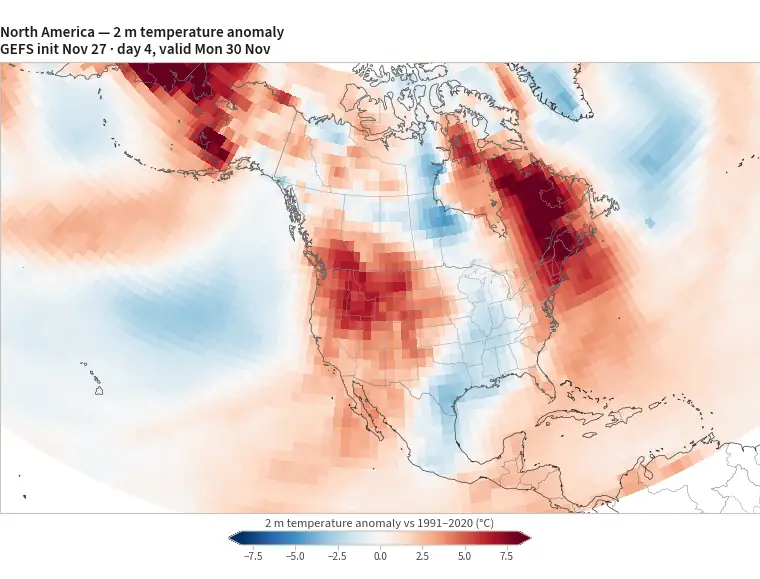 North America — 2 m temperature anomaly
GEFS init Nov 27 · day 4, valid Mon 30 Nov
2 m temperature anomaly vs 1991–2020 (°C)
−7.5 −5.0 −2.5 0.0 2.5 5.0 7.5